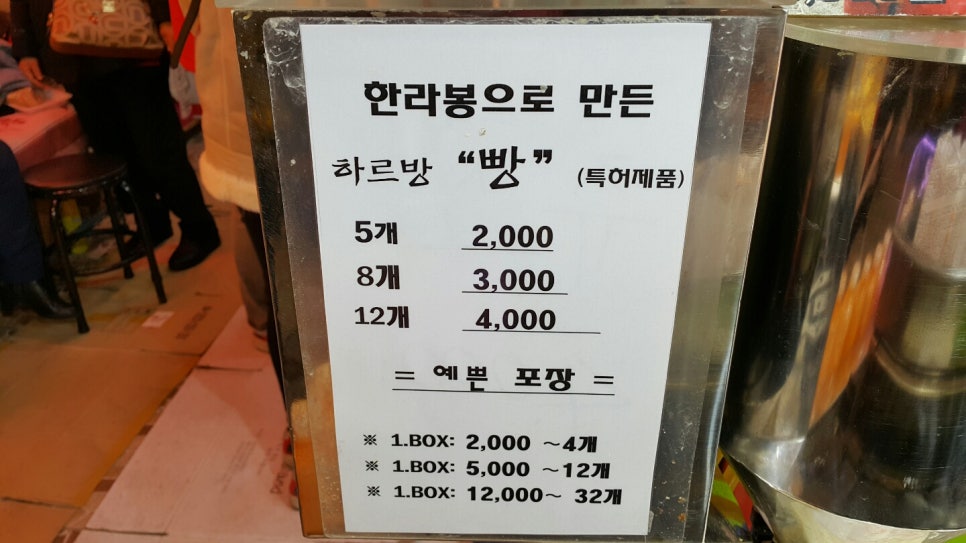 한라봉으로 만든
하르방 “빵” (특허제품)
5개 2,000
8개 3,000
12개 4,000
= 예쁜 포장 =
※ 1.BOX: 2,000 ~4개
※ 1.BOX: 5,000 ~12개
※ 1.BOX: 12,000~ 32개